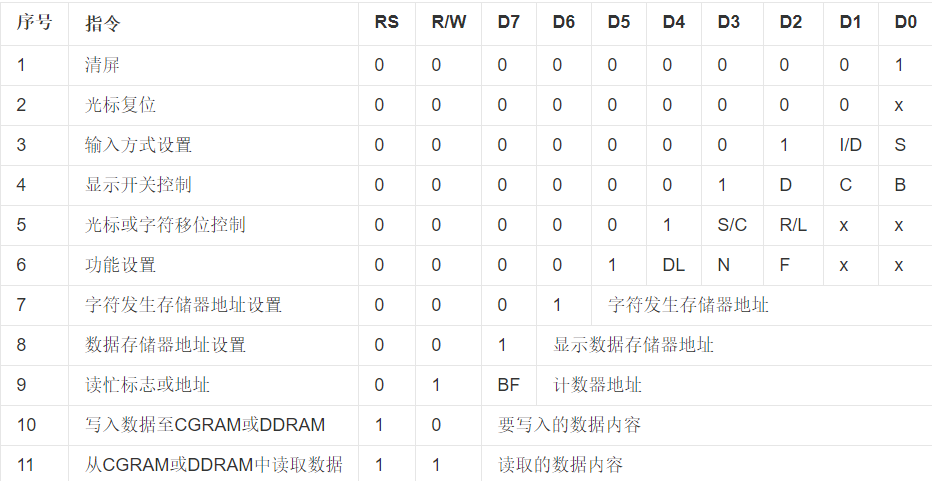 序号 指令 RS R/W D7 D6 D5 D4 D3 D2 D1 D0
1 清屏 0 0 0 0 0 0 0 0 0 1
2 光标复位 0 0 0 0 0 0 0 0 0 x
3 输入方式设置 0 0 0 0 0 0 0 1 I/D S
4 显示开关控制 0 0 0 0 0 0 1 D C B
5 光标或字符移位控制 0 0 0 0 0 1 S/C R/L x x
6 功能设置 0 0 0 0 1 DL N F x x
7 字符发生存储器地址设置 0 0 0 1 字符发生存储器地址
8 数据存储器地址设置 0 0 1 显示数据存储器地址
9 读忙标志或地址 0 1 BF 计数器地址
10 写入数据至CGRAM或DDRAM 1 0 要写入的数据内容
11 从CGRAM或DDRAM中读取数据 1 1 读取的数据内容